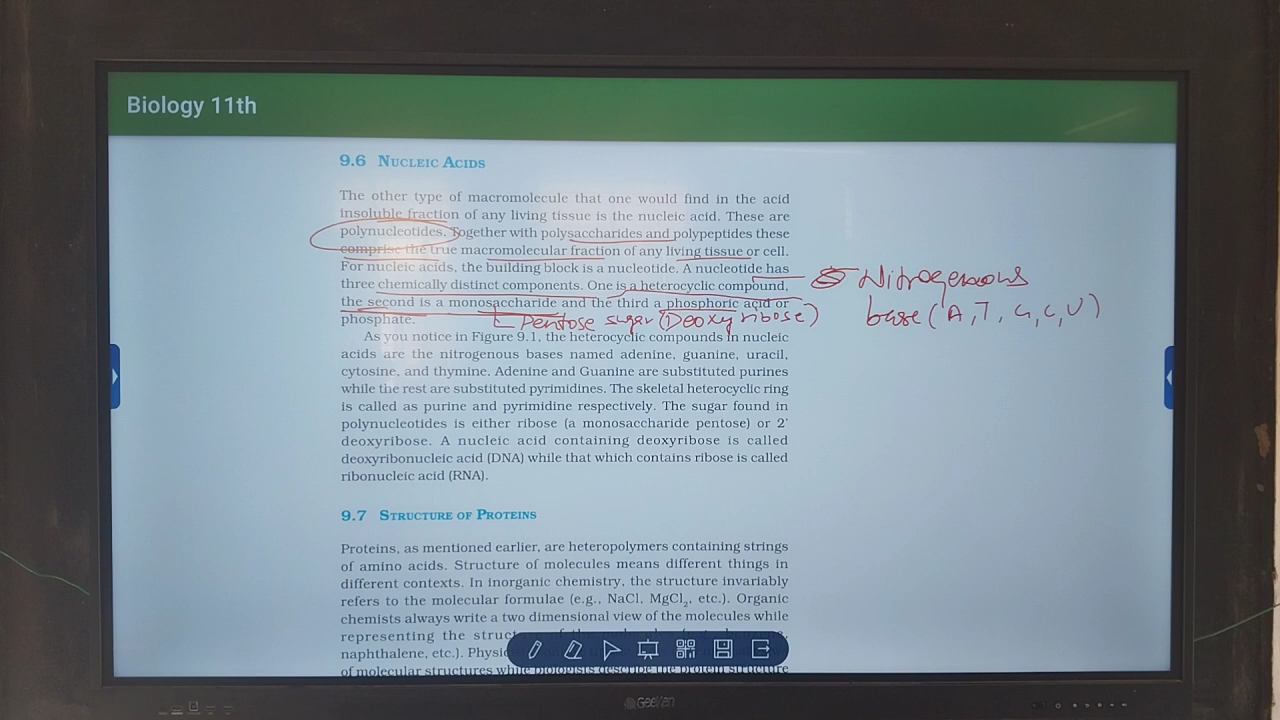 Biology 11th
9.6 NUCLEIC ACIDS
The other type of macromolecule that one would find in the acid
insoluble fraction of any living tissue is the nucleic acid. These are
polynucleotides. Together with polysaccharides and polypeptides these
comprise the true macromolecular fraction of any living tissue or cell.
For nucleic acids, the building block is a nucleotide. A nucleotide has
three chemically distinct components. One is a heterocyclic compound,
the second is a monosaccharide and the third a phosphoric acid or
phosphate.
Nitrogenous
base (A, T, G, C, U)
Pentose sugar (Deoxyribose)
As you notice in Figure 9.1, the heterocyclic compounds in nucleic
acids are the nitrogenous bases named adenine, guanine, uracil,
cytosine, and thymine. Adenine and Guanine are substituted purines
while the rest are substituted pyrimidines. The skeletal heterocyclic ring
is called as purine and pyrimidine respectively. The sugar found in
polynucleotides is either ribose (a monosaccharide pentose) or 2'
deoxyribose. A nucleic acid containing deoxyribose is called
deoxyribonucleic acid (DNA) while that which contains ribose is called
ribonucleic acid (RNA).
9.7 STRUCTURE OF PROTEINS
Proteins, as mentioned earlier, are heteropolymers containing strings
of amino acids. Structure of molecules means different things in
different contexts. In inorganic chemistry, the structure invariably
refers to the molecular formulae (e.g., NaCl, MgCl₂, etc.). Organic
chemists always write a two dimensional view of the molecules while
representing the
naphthalene, etc.).
of molecular structures while biologists describe the protein structure
GeeVan